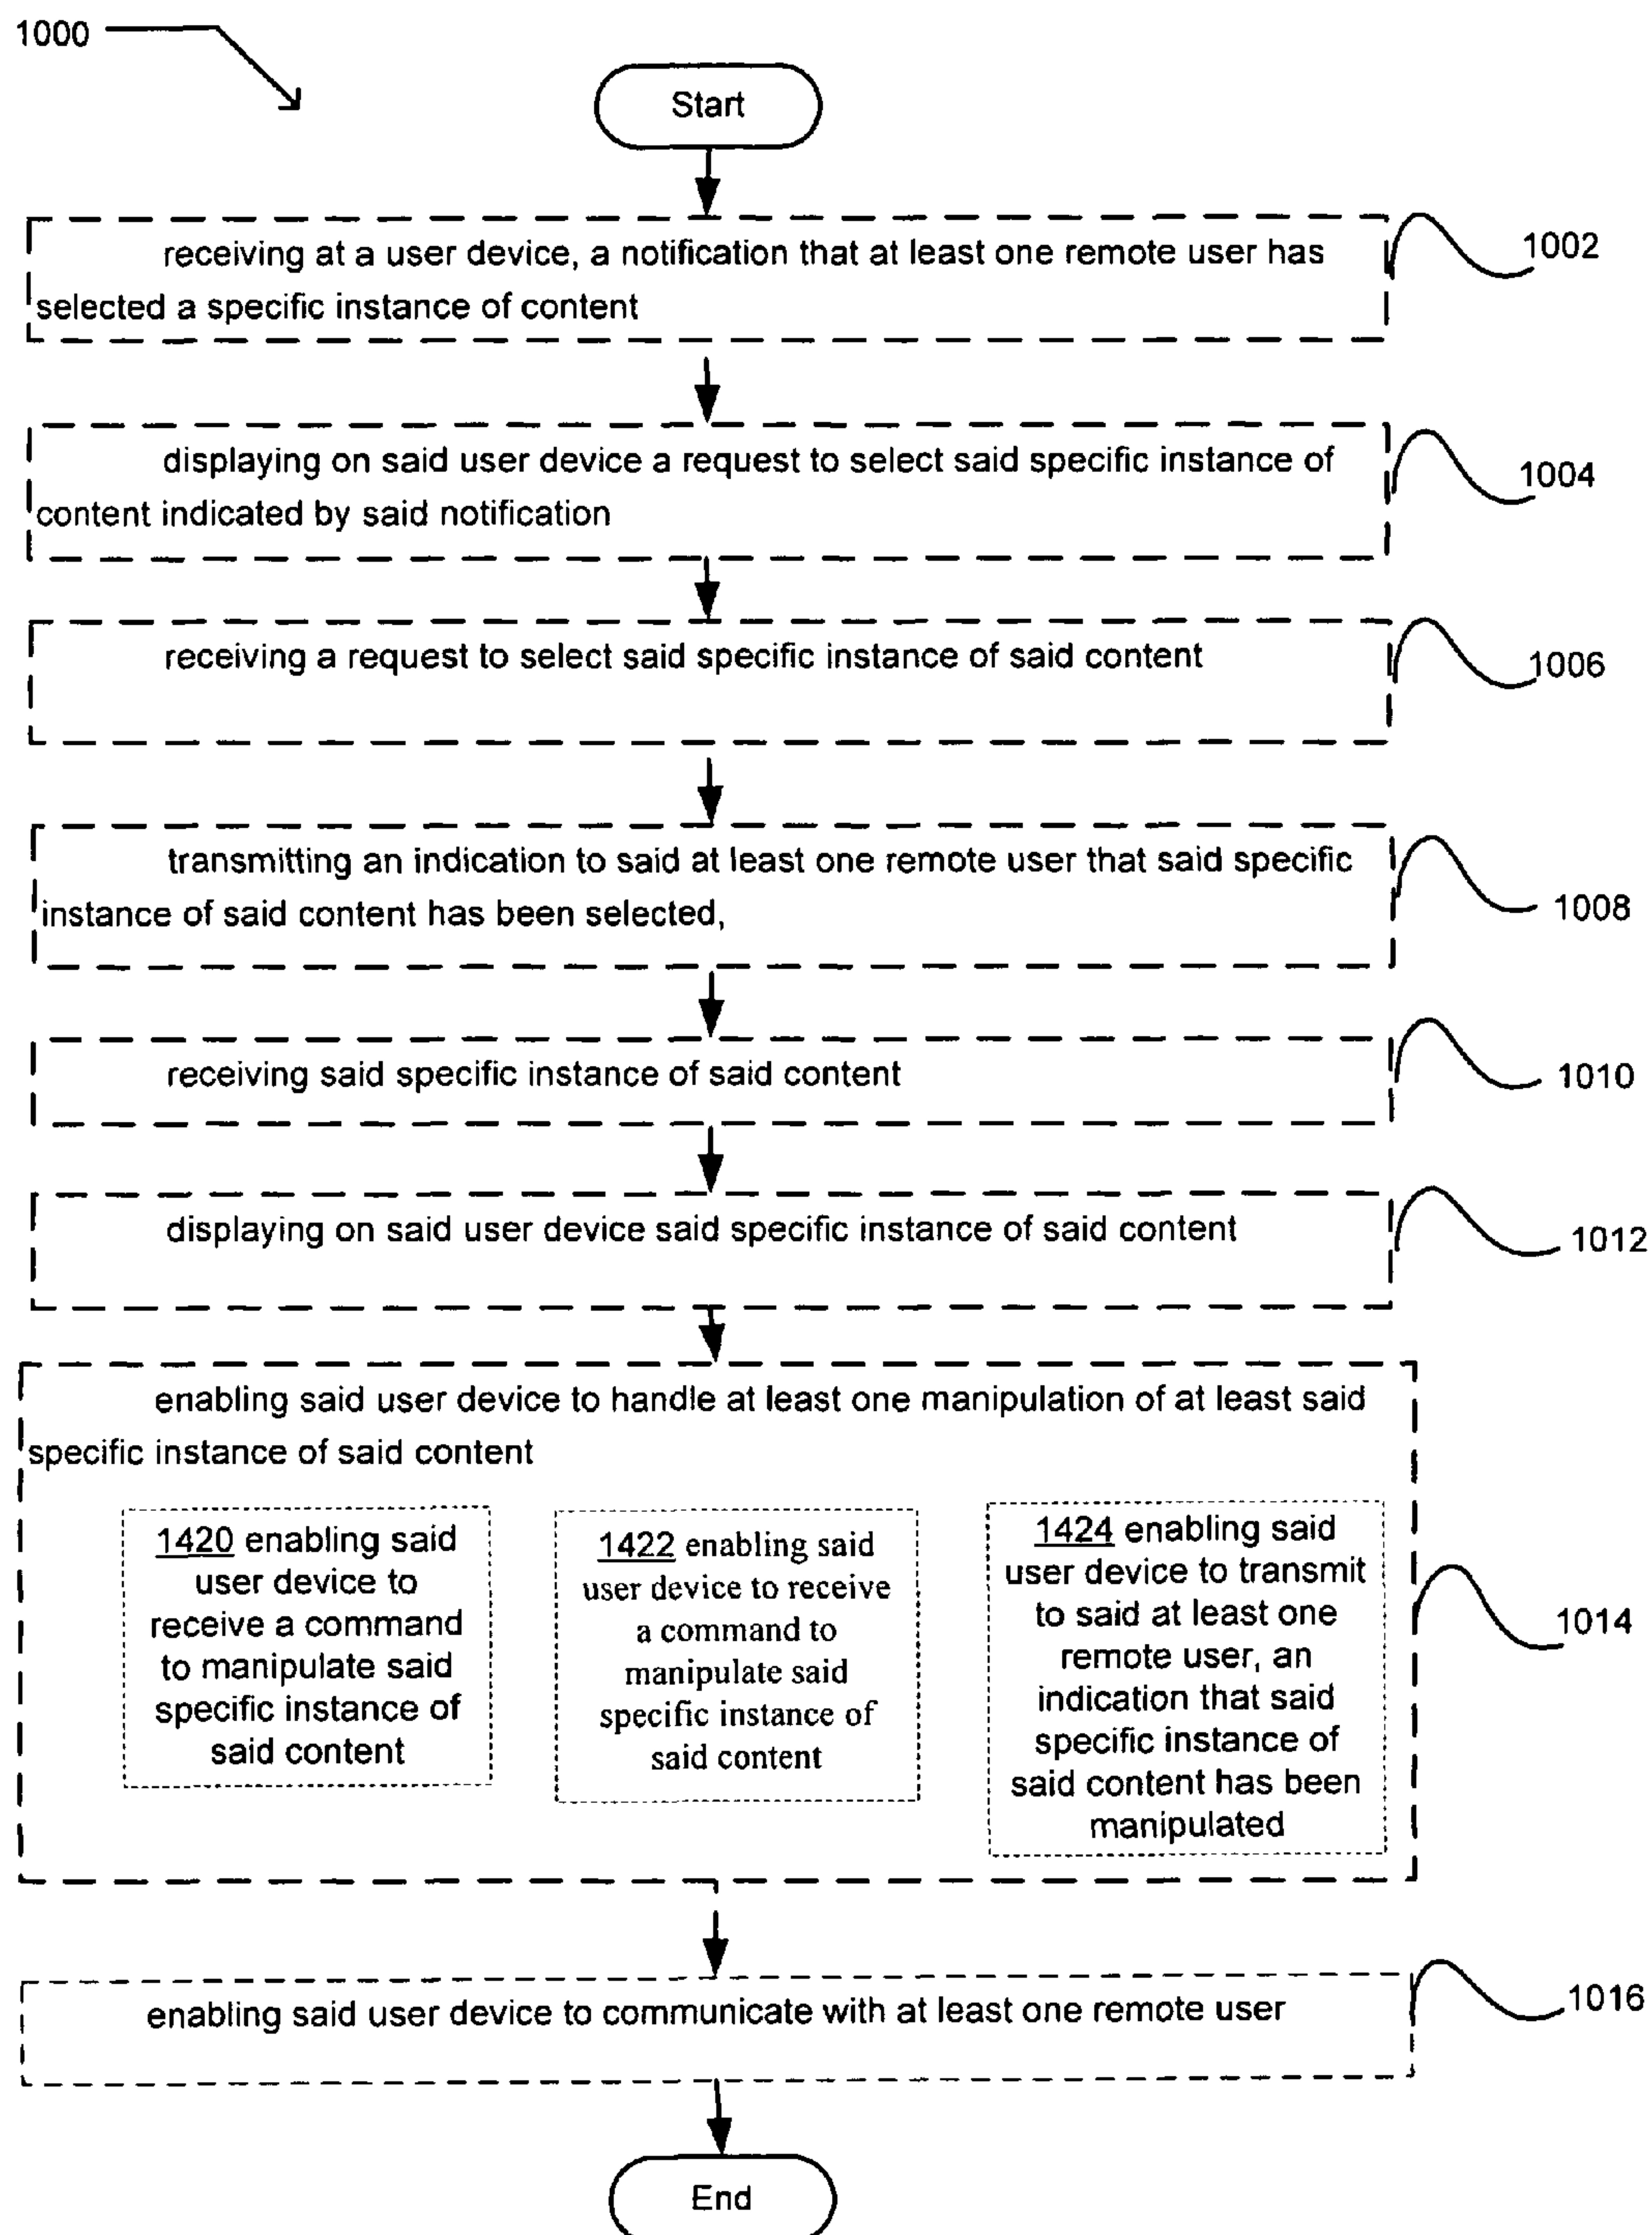 1000
Start
receiving at a user device, a notification that at least one remote user has
selected a specific instance of content
1002
displaying on said user device a request to select said specific instance of
content indicated by said notification
1004
receiving a request to select said specific instance of said content
1006
transmitting an indication to said at least one remote user that said specific
instance of said content has been selected,
1008
receiving said specific instance of said content
1010
displaying on said user device said specific instance of said content
1012
enabling said user device to handle at least one manipulation of at least said
specific instance of said content
1420 enabling said
user device to
receive a command
to manipulate said
specific instance of
said content
1422 enabling said
user device to receive
a command to
manipulate said
specific instance of
said content
1424 enabling said
user device to transmit
to said at least one
remote user, an
indication that said
specific instance of
said content has been
manipulated
1014
enabling said user device to communicate with at least one remote user
1016
End